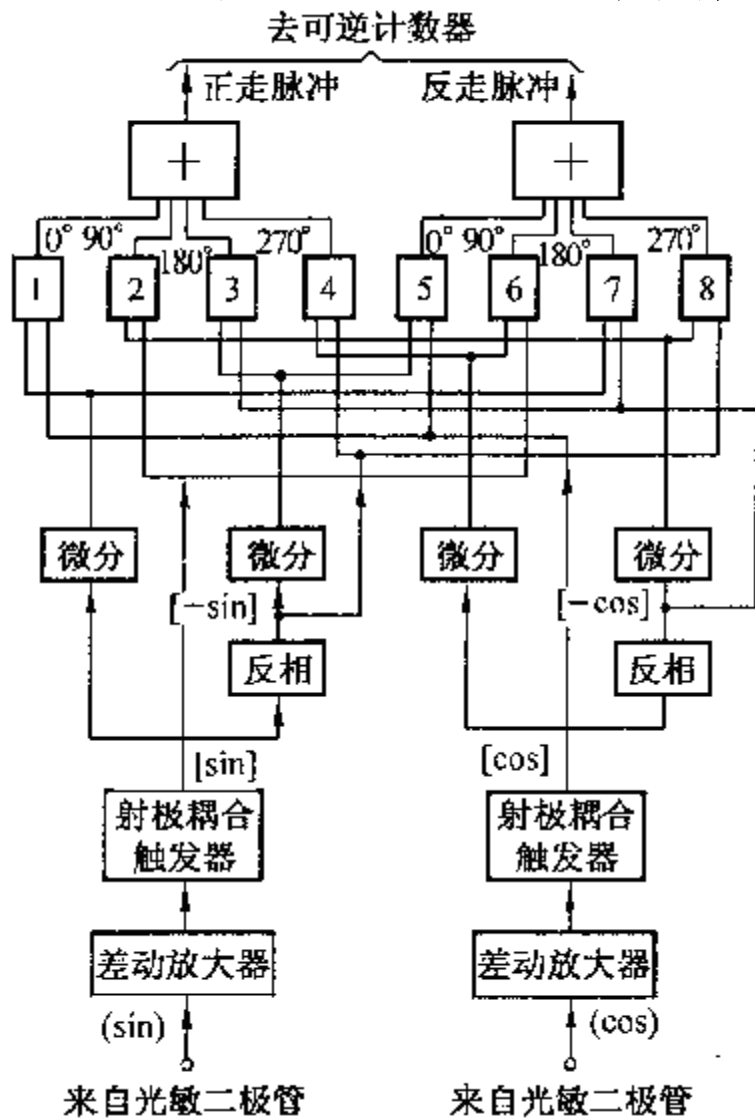 去可逆计数器
正走脉冲 反走脉冲
+ +
0° 90° 180° 270° 0° 90° 180° 270°
1 2 3 4 5 6 7 8
微分 微分 微分 微分
[-sin] [-cos]
反相 反相
[sin] [cos]
射极耦合 射极耦合
触发器 触发器
差动放大器 差动放大器
(sin) (cos)
来自光敏二极管 来自光敏二极管